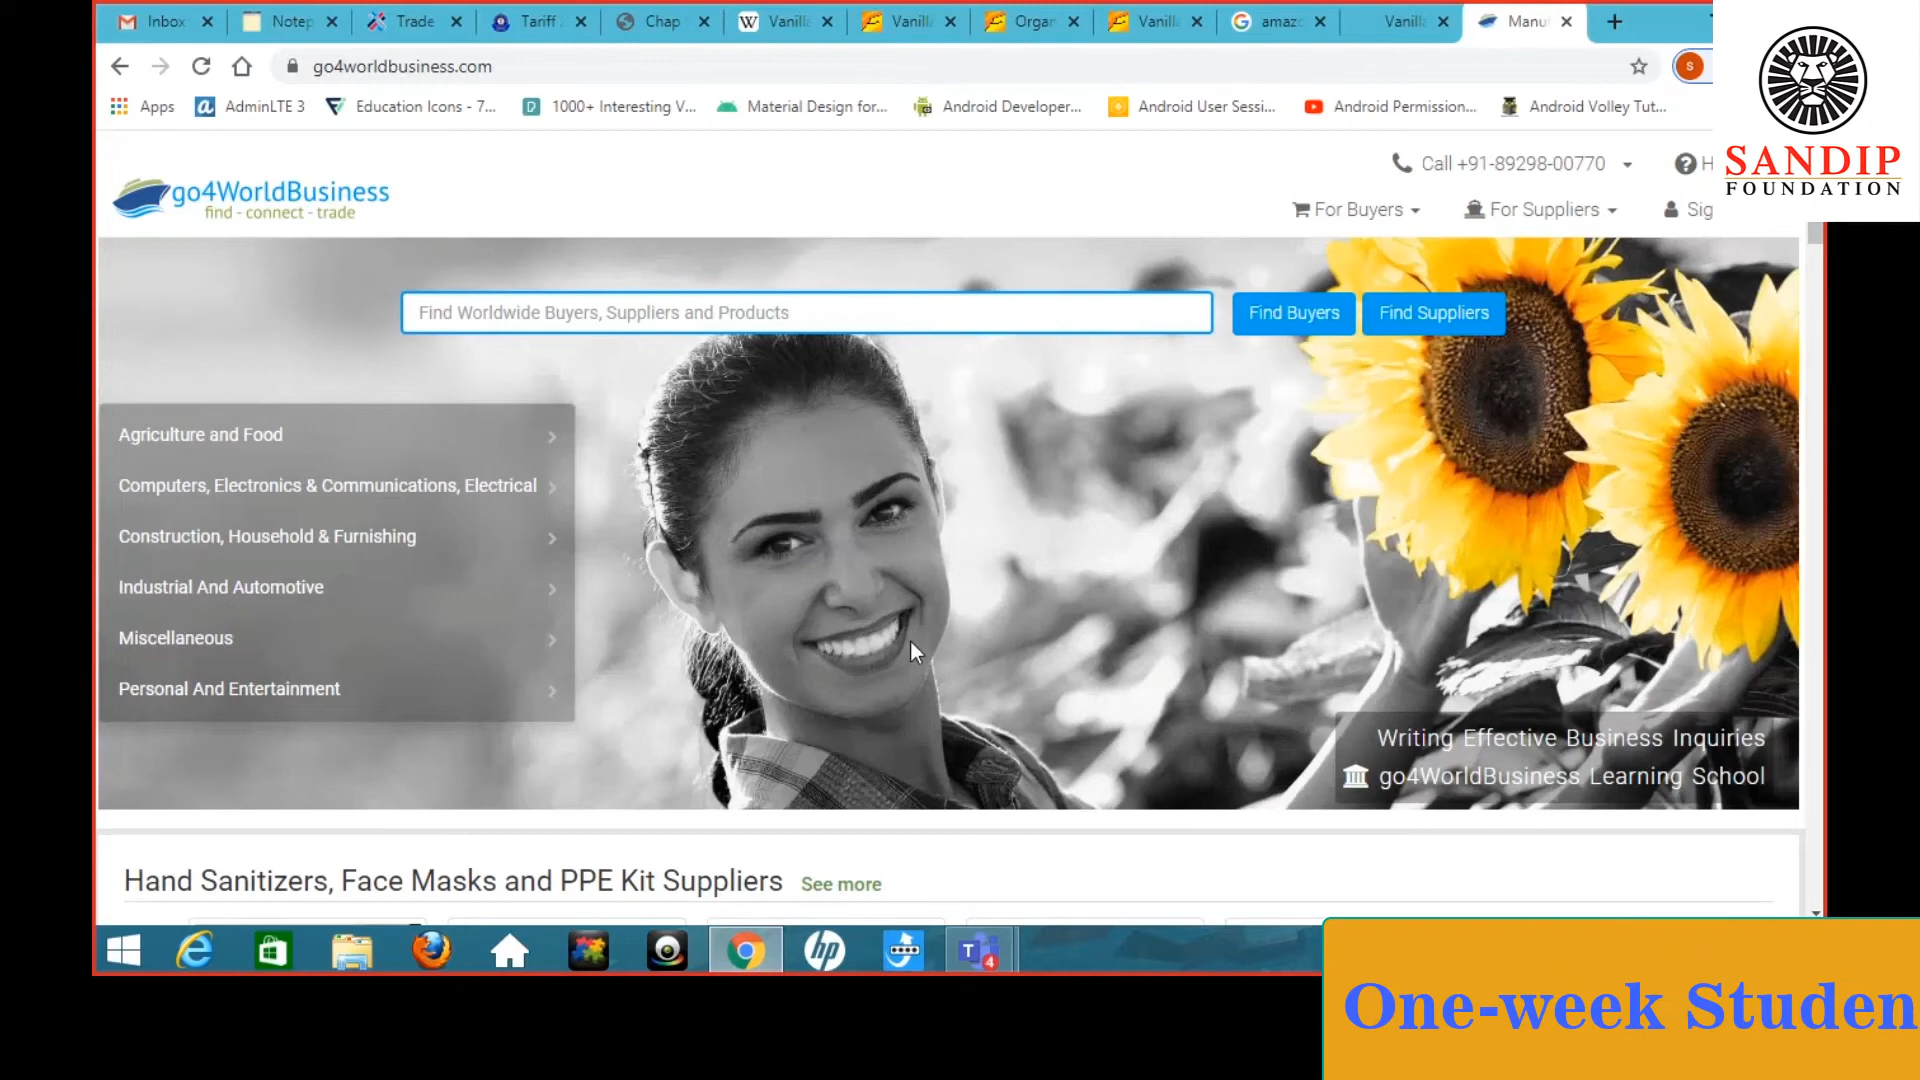 Inbox
Notep
Trade
Tariff
Chap
Vanill
Vanill
Organ
Vanill
amaz
Vanill
Manu
go4worldbusiness.com
S
Apps
AdminLTE 3
Education Icons - 7...
1000+ Interesting V...
Material Design for...
Android Developer...
Android User Sessi...
Android Permission...
Android Volley Tut...
SANDIP
FOUNDATION
go4WorldBusiness
find - connect - trade
Call +91-89298-00770
H
For Buyers
For Suppliers
Sig
Find Worldwide Buyers, Suppliers and Products
Find Buyers
Find Suppliers
Agriculture and Food
Computers, Electronics & Communications, Electrical
Construction, Household & Furnishing
Industrial And Automotive
Miscellaneous
Personal And Entertainment
Writing Effective Business Inquiries
go4WorldBusiness Learning School
Hand Sanitizers, Face Masks and PPE Kit Suppliers See more
hp
T 4
One-week Studen